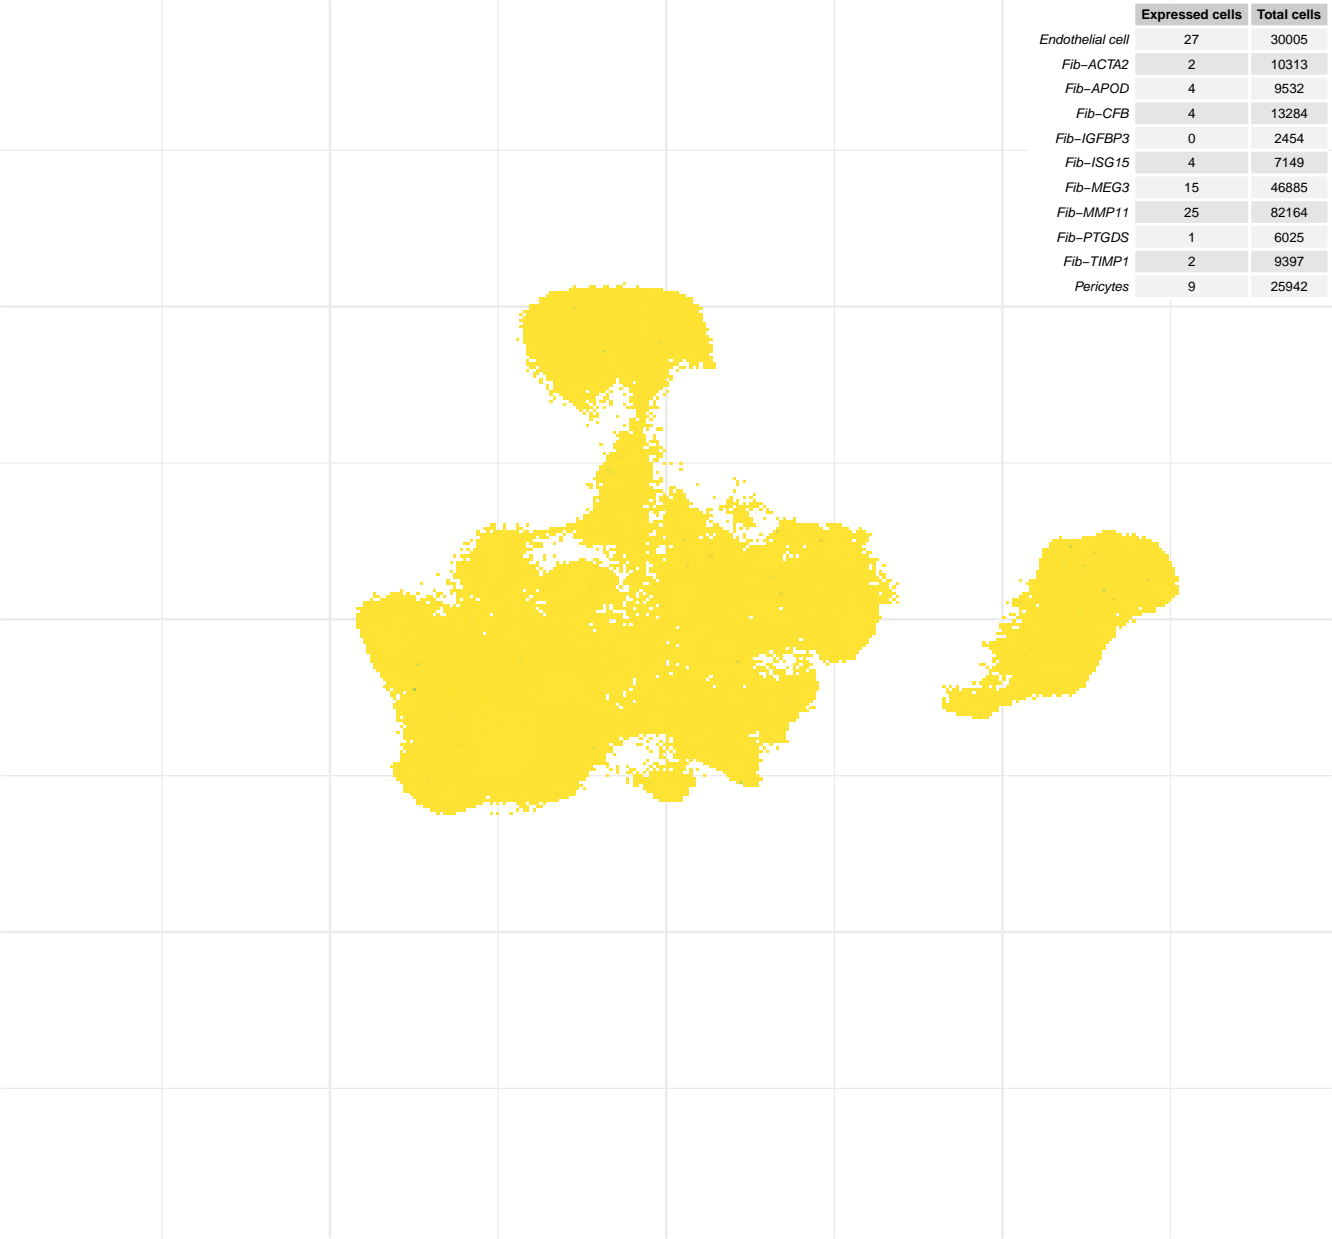 Expressed cells Total cells
Endothelial cell 27 30005
Fib−ACTA2 2 10313
Fib−APOD 4 9532
Fib−CFB 4 13284
Fib−IGFBP3 0 2454
Fib−ISG15 4 7149
Fib−MEG3 15 46885
Fib−MMP11 25 82164
Fib−PTGDS 1 6025
Fib−TIMP1 2 9397
Pericytes 9 25942